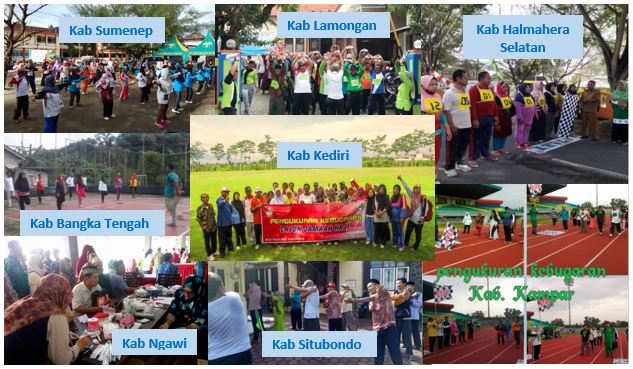 Kab Sumenep
Kab Lamongan
Kab Halmahera
Selatan
Kab Kediri
PENGUKURAN KEBUGARAN
CALON JAMAAH HAJI
Kab Bangka Tengah
pengukuran kebugaran
Kab. Kampar
Kab Ngawi
Kab Situbondo